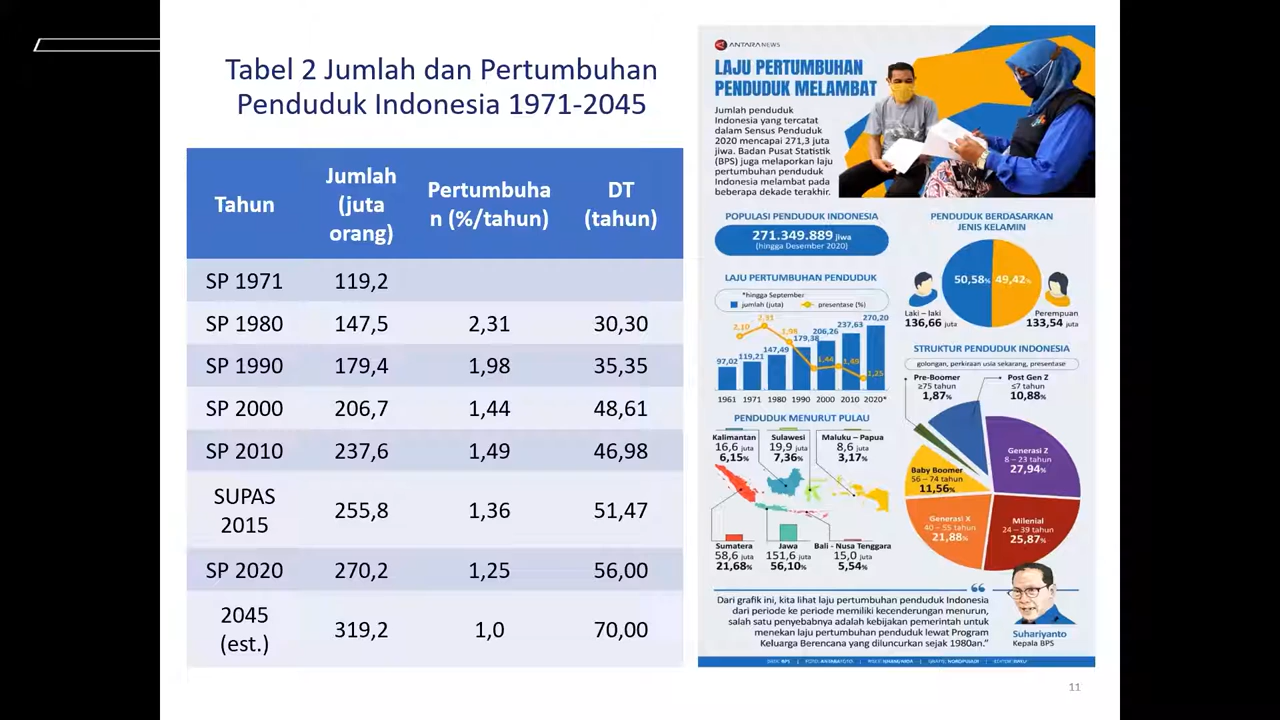 Tabel 2 Jumlah dan Pertumbuhan
Penduduk Indonesia 1971-2045
Tahun
Jumlah
(juta
orang)
Pertumbuha
n (%/tahun)
DT
(tahun)
SP 1971 119,2
SP 1980 147,5 2,31 30,30
SP 1990 179,4 1,98 35,35
SP 2000 206,7 1,44 48,61
SP 2010 237,6 1,49 46,98
SUPAS
2015
255,8 1,36 51,47
SP 2020 270,2 1,25 56,00
2045
(est.)
319,2 1,0 70,00
ANTARANEWS
LAJU PERTUMBUHAN
PENDUDUK MELAMBAT
Jumlah penduduk
Indonesia yang tercatat
dalam Sensus Penduduk
2020 mencapai 271,3 juta
jiwa. Badan Pusat Statistik
(BPS) juga melaporkan laju
pertumbuhan penduduk
Indonesia melambat pada
beberapa dekade terakhir.
POPULASI PENDUDUK INDONESIA
271.349.889 jiwa
(hingga Desember 2020)
PENDUDUK BERDASARKAN
JENIS KELAMIN
50,58% 49,42%
Laki – laki
136,66 juta
Perempuan
133,54 juta
LAJU PERTUMBUHAN PENDUDUK
*hingga September
jumlah (juta) presentase (%)
2,10 2,31 1,98 1,44 1,49 1,25
97,02 119,21 147,49 179,38 206,26 237,63 270,20
1961 1971 1980 1990 2000 2010 2020*
STRUKTUR PENDUDUK INDONESIA
golongan, perkiraan usia sekarang, presentase
Pre-Boomer
≥75 tahun
1,87%
Post Gen Z
≤7 tahun
10,88%
Generasi Z
8 – 23 tahun
27,94%
Baby Boomer
56 – 74 tahun
11,56%
Generasi X
40 – 55 tahun
21,88%
Milenial
24 – 39 tahun
25,87%
PENDUDUK MENURUT PULAU
Kalimantan
16,6 juta
6,15%
Sulawesi
19,9 juta
7,36%
Maluku – Papua
8,6 juta
3,17%
Sumatera
58,6 juta
21,68%
Jawa
151,6 juta
56,10%
Bali - Nusa Tenggara
15,0 juta
5,54%
Dari grafik ini, kita lihat laju pertumbuhan penduduk Indonesia
dari periode ke periode memiliki kecenderungan menurun,
salah satu penyebabnya adalah kebijakan pemerintah untuk
menekan laju pertumbuhan penduduk lewat Program
Keluarga Berencana yang diluncurkan sejak 1980an.”
Suhariyanto
Kepala BPS
11